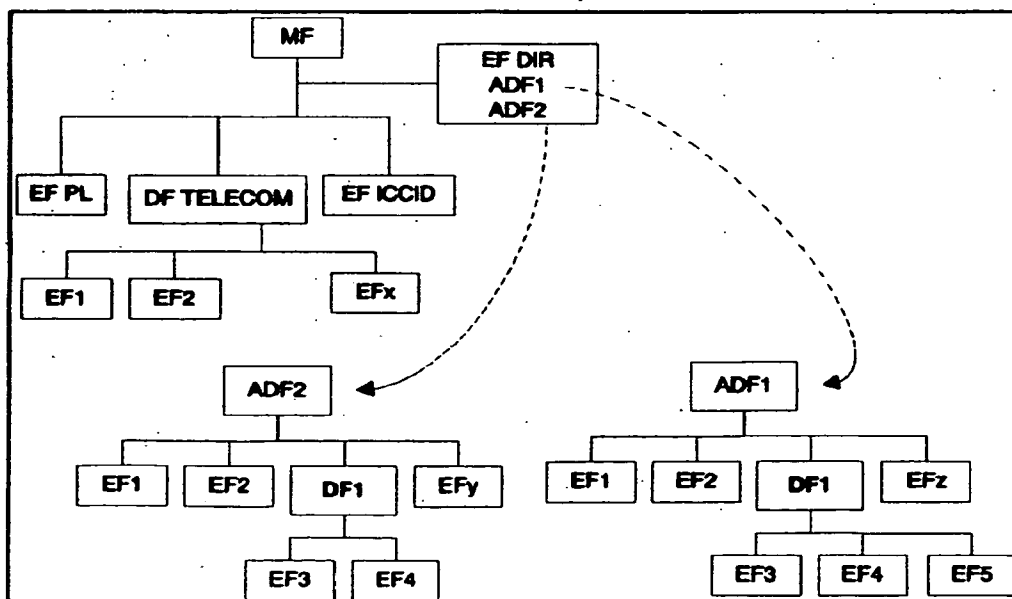 MF
EF DIR
ADF1
ADF2
EF PL
DF TELECOM
EF ICCID
EF1
EF2
EFx
ADF2
ADF1
EF1
EF2
DF1
EFy
EF1
EF2
DF1
EFz
EF3
EF4
EF3
EF4
EF5